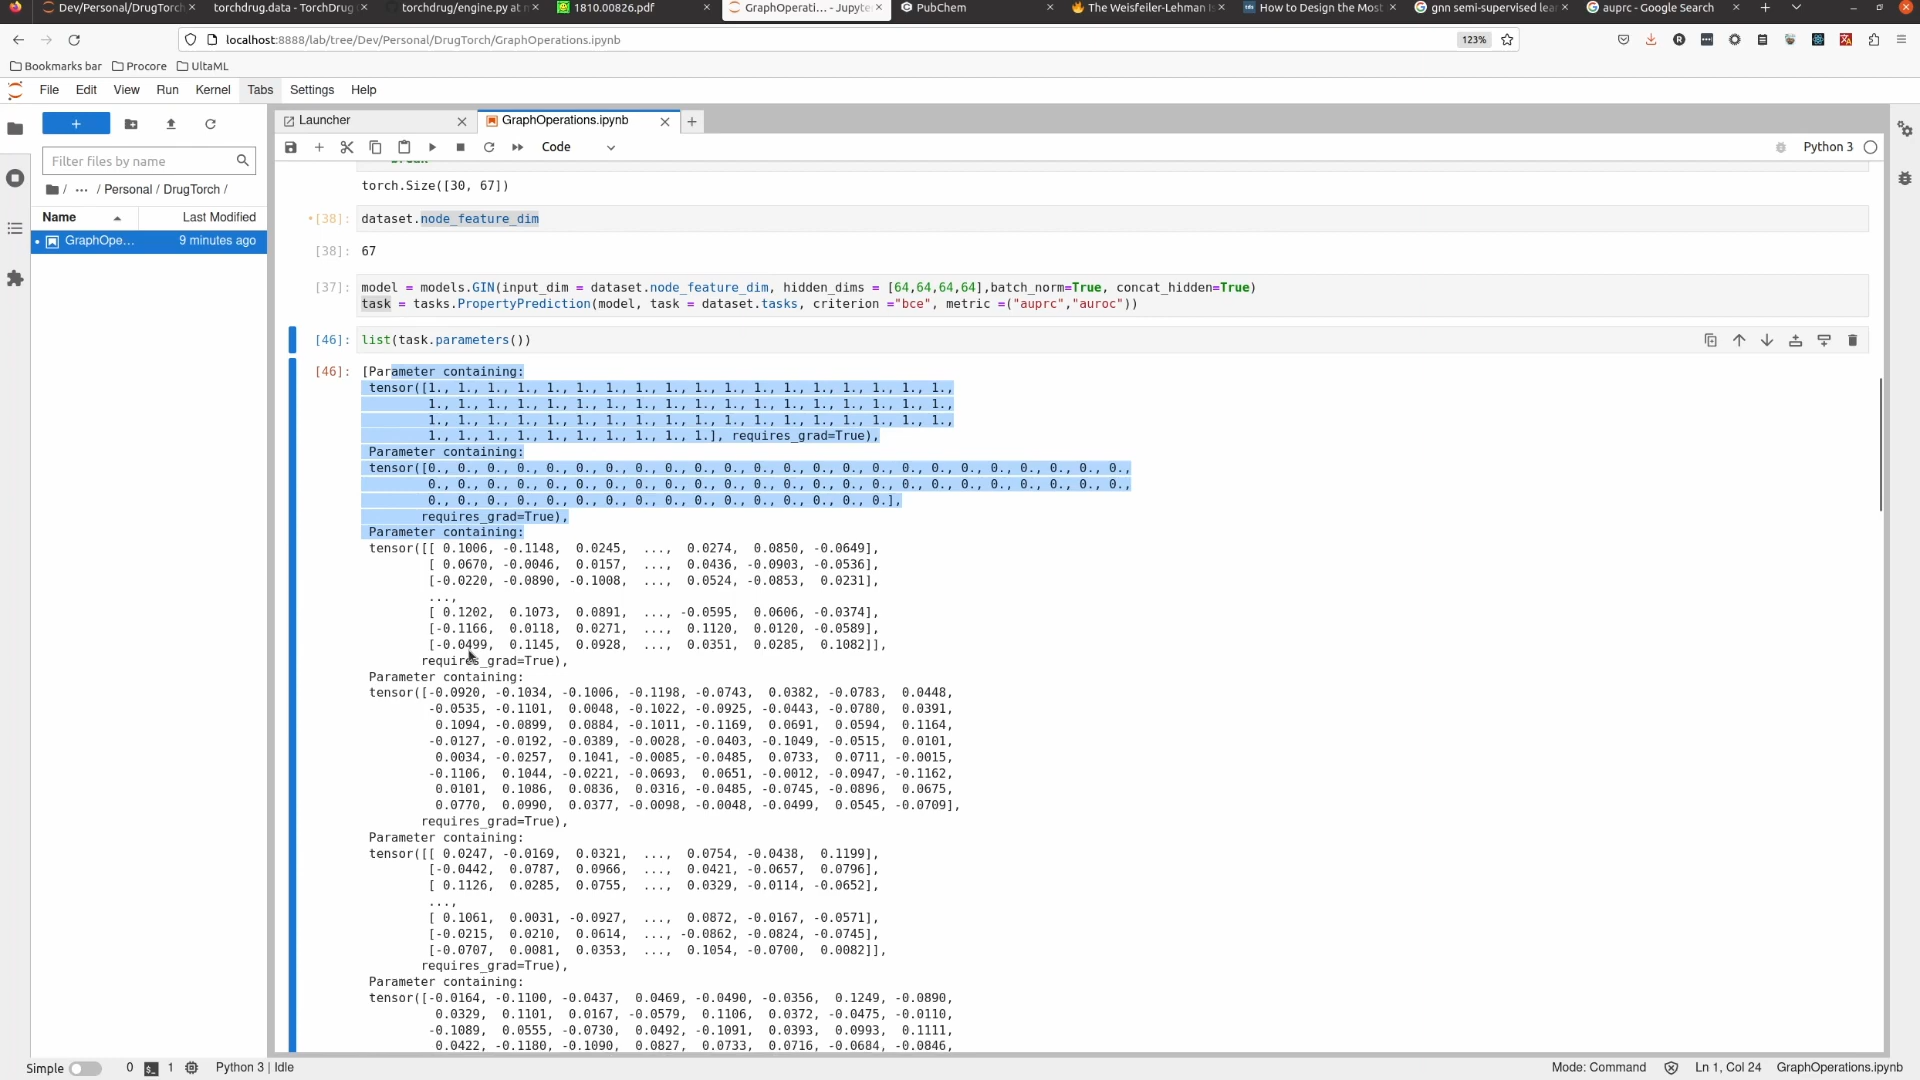 Dev/Personal/DrugTorch
torchdrug.data - TorchDrug
torchdrug/engine.py at m
1810.00826.pdf
GraphOperati… - Jupyte
PubChem
The Weisfeiler-Lehman I
How to Design the Most
gnn semi-supervised lea
auprc - Google Search
localhost:8888/lab/tree/Dev/Personal/DrugTorch/GraphOperations.ipynb
123%
Bookmarks bar
Procore
UltaML
File Edit View Run Kernel Tabs Settings Help
Launcher
GraphOperations.ipynb
Filter files by name
Code
Python 3
/ ··· / Personal / DrugTorch /
Name
Last Modified
GraphOpe…
9 minutes ago
break
torch.Size([30, 67])
[38]: dataset.node_feature_dim
[38]: 67
[37]: model = models.GIN(input_dim = dataset.node_feature_dim, hidden_dims = [64,64,64,64],batch_norm=True, concat_hidden=True)
task = tasks.PropertyPrediction(model, task = dataset.tasks, criterion ="bce", metric =("auprc","auroc"))
[46]: list(task.parameters())
[46]: [Parameter containing:
tensor([1., 1., 1., 1., 1., 1., 1., 1., 1., 1., 1., 1., 1., 1., 1., 1., 1., 1.,
1., 1., 1., 1., 1., 1., 1., 1., 1., 1., 1., 1., 1., 1., 1., 1., 1., 1.,
1., 1., 1., 1., 1., 1., 1., 1., 1., 1., 1., 1., 1., 1., 1., 1., 1., 1.,
1., 1., 1., 1., 1., 1., 1., 1., 1., 1.], requires_grad=True),
Parameter containing:
tensor([0., 0., 0., 0., 0., 0., 0., 0., 0., 0., 0., 0., 0., 0., 0., 0., 0., 0., 0., 0., 0., 0., 0., 0.,
0., 0., 0., 0., 0., 0., 0., 0., 0., 0., 0., 0., 0., 0., 0., 0., 0., 0., 0., 0., 0., 0., 0., 0.,
0., 0., 0., 0., 0., 0., 0., 0., 0., 0., 0., 0., 0., 0., 0., 0.],
requires_grad=True),
Parameter containing:
tensor([[ 0.1006, -0.1148, 0.0245, ..., 0.0274, 0.0850, -0.0649],
[ 0.0670, -0.0046, 0.0157, ..., 0.0436, -0.0903, -0.0536],
[-0.0220, -0.0890, -0.1008, ..., 0.0524, -0.0853, 0.0231],
...,
[ 0.1202, 0.1073, 0.0891, ..., -0.0595, 0.0606, -0.0374],
[-0.1166, 0.0118, 0.0271, ..., 0.1120, 0.0120, -0.0589],
[-0.0499, 0.1145, 0.0928, ..., 0.0351, 0.0285, 0.1082]],
requires_grad=True),
Parameter containing:
tensor([-0.0920, -0.1034, -0.1006, -0.1198, -0.0743, 0.0382, -0.0783, 0.0448,
-0.0535, -0.1101, 0.0048, -0.1022, -0.0925, -0.0443, -0.0780, 0.0391,
0.1094, -0.0899, 0.0884, -0.1011, -0.1169, 0.0691, 0.0594, 0.1164,
-0.0127, -0.0192, -0.0389, -0.0028, -0.0403, -0.1049, -0.0515, 0.0101,
0.0034, -0.0257, 0.1041, -0.0085, -0.0485, 0.0733, 0.0711, -0.0015,
-0.1106, 0.1044, -0.0221, -0.0693, 0.0651, -0.0012, -0.0947, -0.1162,
0.0101, 0.1086, 0.0836, 0.0316, -0.0485, -0.0745, -0.0896, 0.0675,
0.0770, 0.0990, 0.0377, -0.0098, -0.0048, -0.0499, 0.0545, -0.0709],
requires_grad=True),
Parameter containing:
tensor([[ 0.0247, -0.0169, 0.0321, ..., 0.0754, -0.0438, 0.1199],
[-0.0442, 0.0787, 0.0966, ..., 0.0421, -0.0657, 0.0796],
[ 0.1126, 0.0285, 0.0755, ..., 0.0329, -0.0114, -0.0652],
...,
[ 0.1061, 0.0031, -0.0927, ..., 0.0872, -0.0167, -0.0571],
[-0.0215, 0.0210, 0.0614, ..., -0.0862, -0.0824, -0.0745],
[-0.0707, 0.0081, 0.0353, ..., 0.1054, -0.0700, 0.0082]],
requires_grad=True),
Parameter containing:
tensor([-0.0164, -0.1100, -0.0437, 0.0469, -0.0490, -0.0356, 0.1249, -0.0890,
0.0329, 0.1101, 0.0167, -0.0579, 0.1106, 0.0372, -0.0475, -0.0110,
-0.1089, 0.0555, -0.0730, 0.0492, -0.1091, 0.0393, 0.0993, 0.1111,
0.0422, -0.1180, -0.1090, 0.0827, 0.0733, 0.0716, -0.0684, -0.0846,
Simple
0
1
Python 3 | Idle
Mode: Command
Ln 1, Col 24
GraphOperations.ipynb